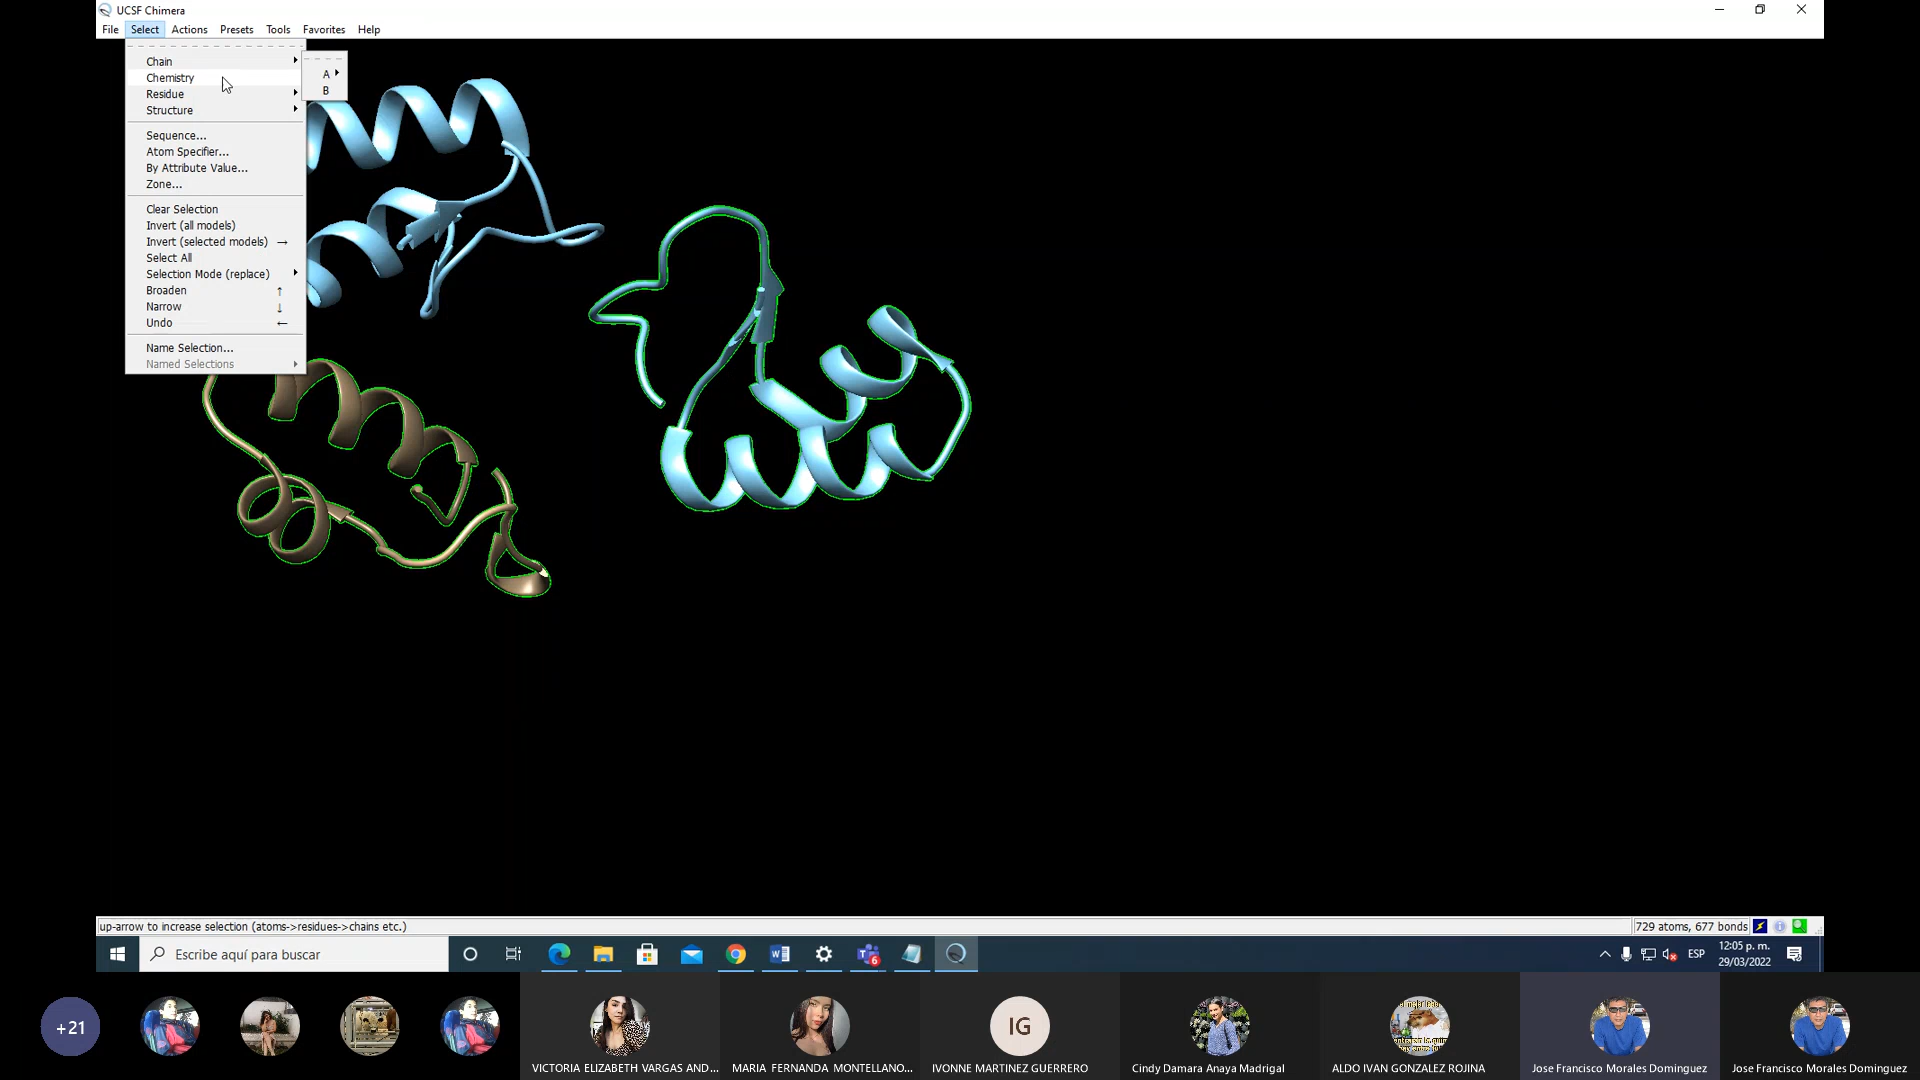 UCSF Chimera
File Select Actions Presets Tools Favorites Help
Chain
Chemistry
Residue
Structure
A
B
Sequence...
Atom Specifier...
By Attribute Value...
Zone...
Clear Selection
Invert (all models)
Invert (selected models) →
Select All
Selection Mode (replace)
Broaden ↑
Narrow ↓
Undo ←
Name Selection...
Named Selections
up-arrow to increase selection (atoms->residues->chains etc.)
729 atoms, 677 bonds
Escribe aquí para buscar
6
ESP
12:05 p. m.
29/03/2022
+21
IG
VICTORIA ELIZABETH VARGAS AND...
MARIA FERNANDA MONTELLANO...
IVONNE MARTINEZ GUERRERO
Cindy Damara Anaya Madrigal
ALDO IVAN GONZALEZ ROJINA
Jose Francisco Morales Dominguez
Jose Francisco Morales Dominguez